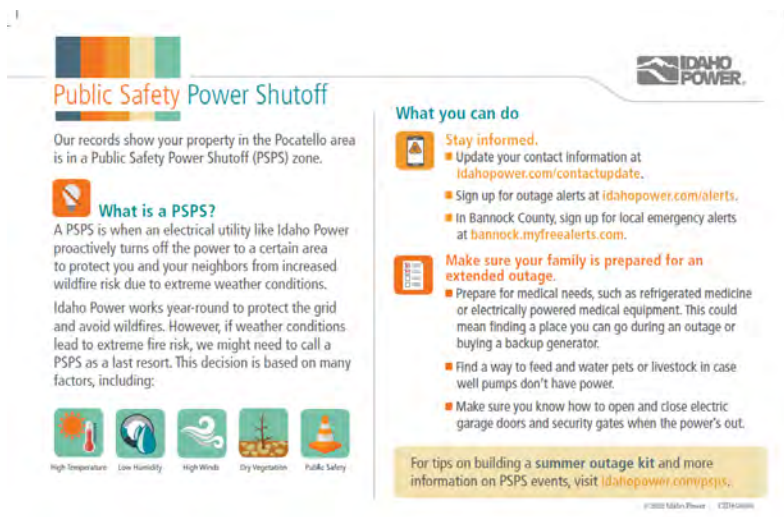 Public Safety Power Shutoff
Our records show your property in the Pocatello area
is in a Public Safety Power Shutoff (PSPS) zone.
What is a PSPS?
A PSPS is when an electrical utility like Idaho Power
proactively turns off the power to a certain area
to protect you and your neighbors from increased
wildfire risk due to extreme weather conditions.
Idaho Power works year-round to protect the grid
and avoid wildfires. However, if weather conditions
lead to extreme fire risk, we might need to call a
PSPS as a last resort. This decision is based on many
factors, including:
High Temperature
Low Humidity
High Winds
Dry Vegetation
Public Safety
IDAHO
POWER®
What you can do
Stay informed.
■ Update your contact information at
idahopower.com/contactupdate.
■ Sign up for outage alerts at idahopower.com/alerts.
■ In Bannock County, sign up for local emergency alerts
at bannock.myfreealerts.com.
Make sure your family is prepared for an
extended outage.
■ Prepare for medical needs, such as refrigerated medicine
or electrically powered medical equipment. This could
mean finding a place you can go during an outage or
buying a backup generator.
■ Find a way to feed and water pets or livestock in case
well pumps don't have power.
■ Make sure you know how to open and close electric
garage doors and security gates when the power's out.
For tips on building a summer outage kit and more
information on PSPS events, visit idahopower.com/psps.
Idaho Power